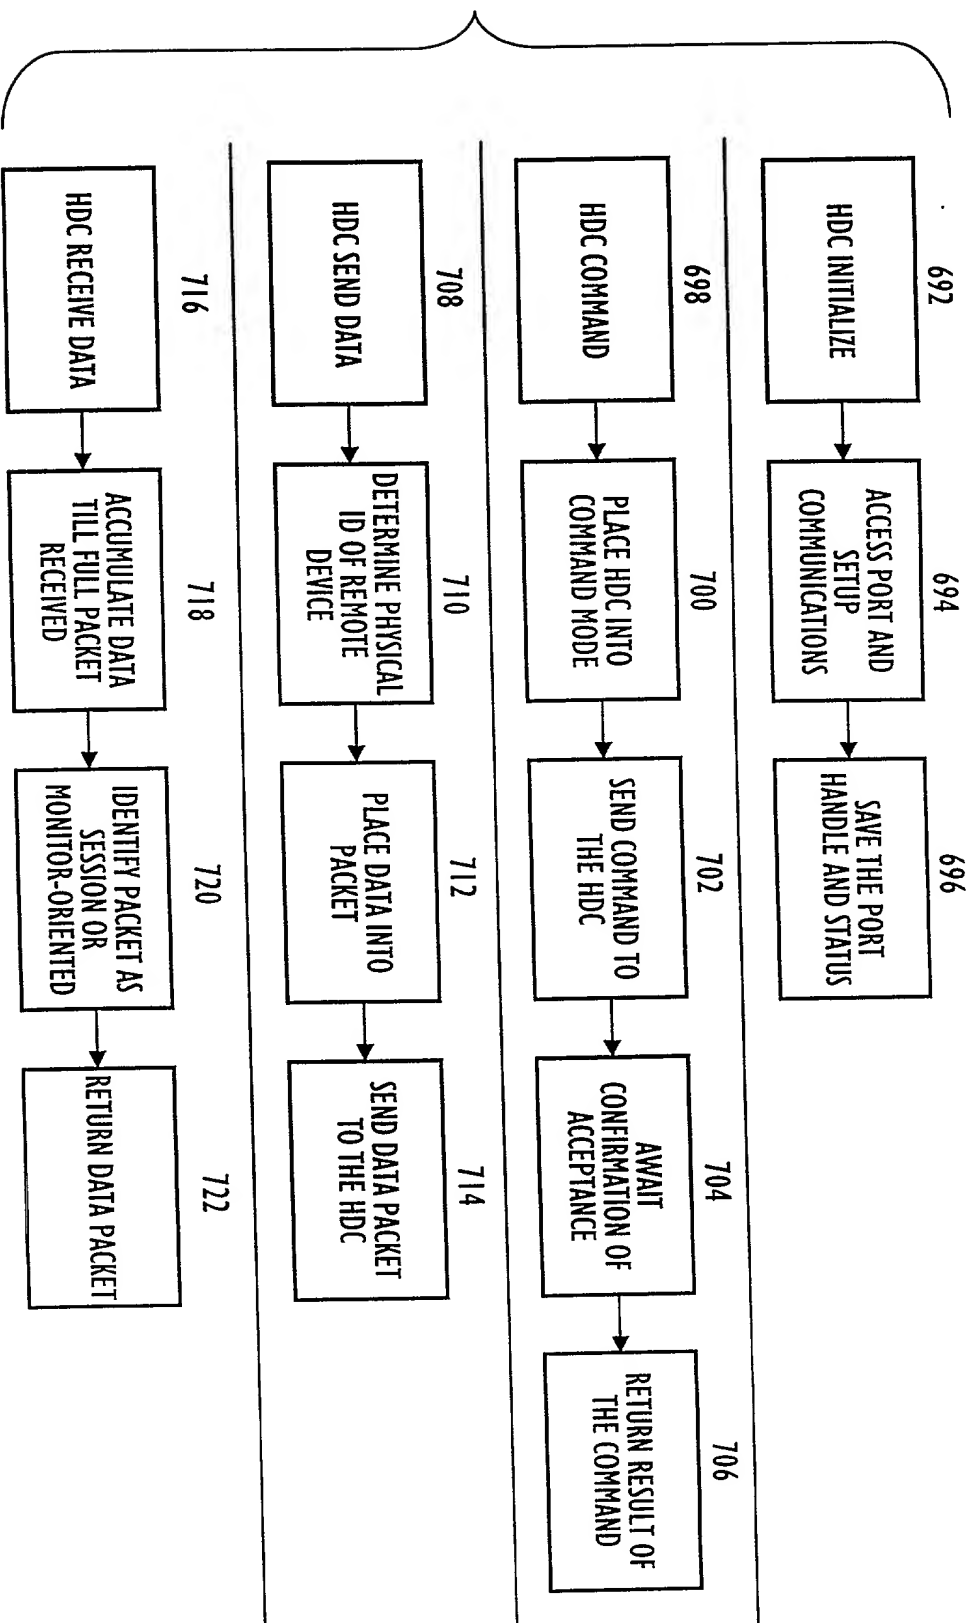 692
HDC INITIALIZE
694
ACCESS PORT AND
SETUP
COMMUNICATIONS
696
SAVE THE PORT
HANDLE AND STATUS
698
HDC COMMAND
700
PLACE HDC INTO
COMMAND MODE
702
SEND COMMAND TO
THE HDC
704
AWAIT
CONFIRMATION OF
ACCEPTANCE
706
RETURN RESULT OF
THE COMMAND
708
HDC SEND DATA
710
DETERMINE PHYSICAL
ID OF REMOTE
DEVICE
712
PLACE DATA INTO
PACKET
714
SEND DATA PACKET
TO THE HDC
716
HDC RECEIVE DATA
718
ACCUMULATE DATA
TILL FULL PACKET
RECEIVED
720
IDENTIFY PACKET AS
SESSION OR
MONITOR-ORIENTED
722
RETURN DATA PACKET